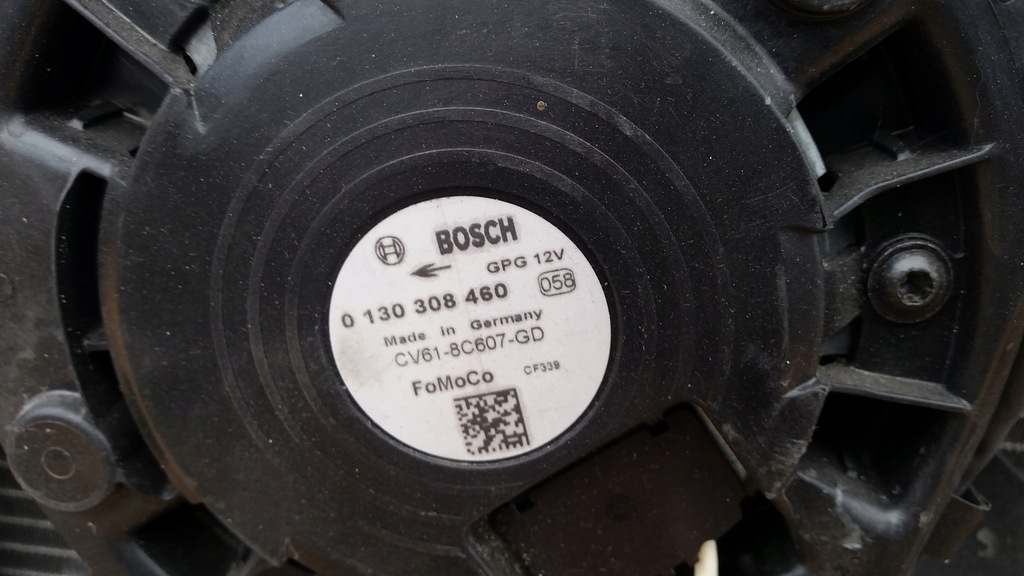 BOSCH
GPG 12V
0 130 308 460 058
Made in Germany
CV61-8C607-GD
FoMoCo CF339